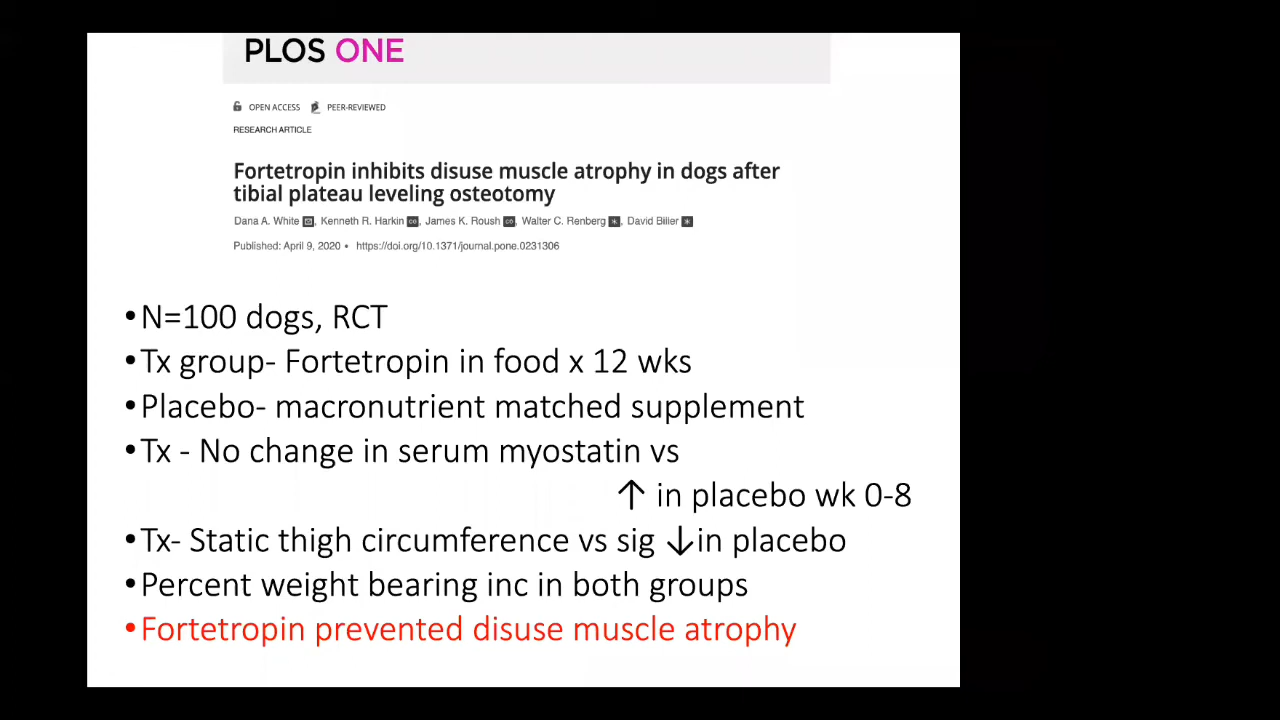 PLOS ONE
OPEN ACCESS PEER-REVIEWED
RESEARCH ARTICLE
Fortetropin inhibits disuse muscle atrophy in dogs after
tibial plateau leveling osteotomy
Dana A. White, Kenneth R. Harkin, James K. Roush, Walter C. Renberg, David Biller
Published: April 9, 2020 • https://doi.org/10.1371/journal.pone.0231306
•N=100 dogs, RCT
•Tx group- Fortetropin in food x 12 wks
•Placebo- macronutrient matched supplement
•Tx - No change in serum myostatin vs
↑ in placebo wk 0-8
•Tx- Static thigh circumference vs sig ↓in placebo
•Percent weight bearing inc in both groups
•Fortetropin prevented disuse muscle atrophy